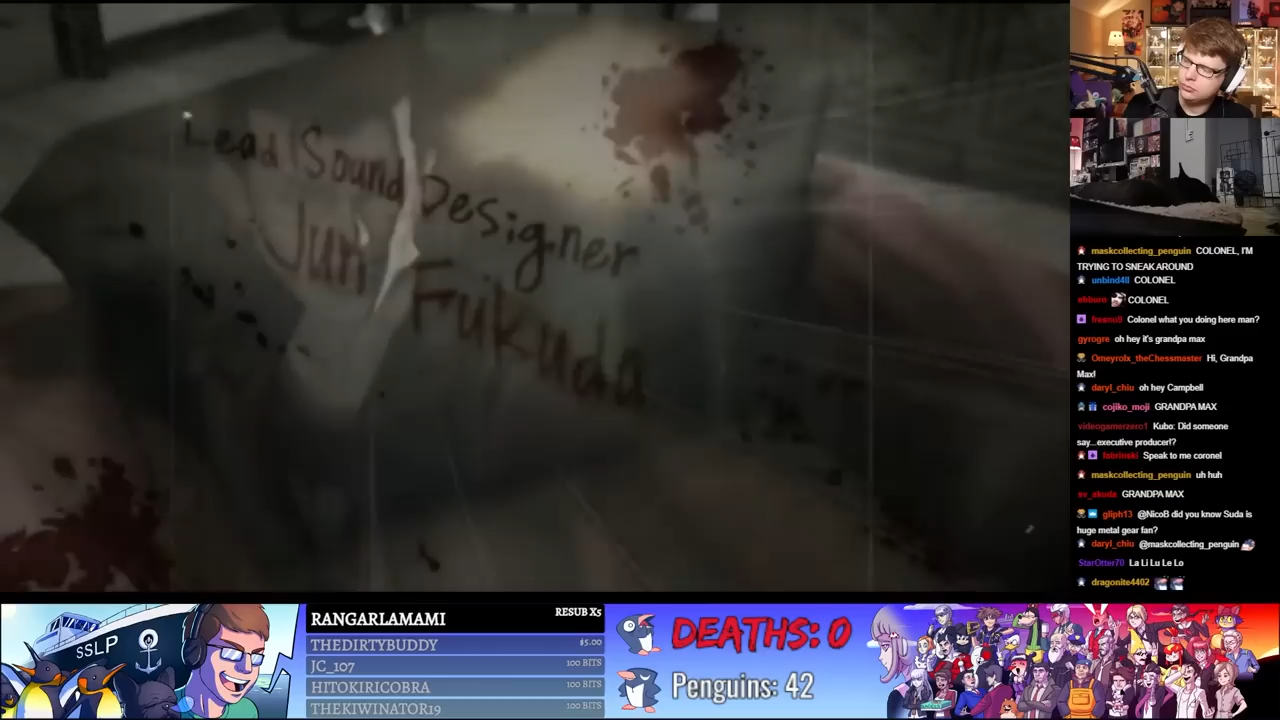 Lead Sound Designer
Jun Fukuda
maskcollecting_penguin COLONEL, I'M
TRYING TO SNEAK AROUND
unbind4ll COLONEL
COLONEL
Colonel what you doing here man?
gyrogre oh hey it's grandpa max
Omeyrolx_theChessmaster Hi, Grandpa
Max!
daryl_chiu oh hey Campbell
cojiko_moji GRANDPA MAX
videogamerzero1 Kubo: Did someone
say...executive producer!?
fabrinski Speak to me coronel
maskcollecting_penguin uh huh
sv_akuda GRANDPA MAX
gliph13 @NicoB did you know Suda is
huge metal gear fan?
daryl_chiu @maskcollecting_penguin
StarOtter70 La Li Lu Le Lo
dragonite4402
SSLP
RANGARLAMAMI RESUB X5
THEDIRTYBUDDY $5.00
JC_107 100 BITS
HITOKIRICOBRA 100 BITS
THEKIWINATOR19 100 BITS
DEATHS: 0
Penguins: 42